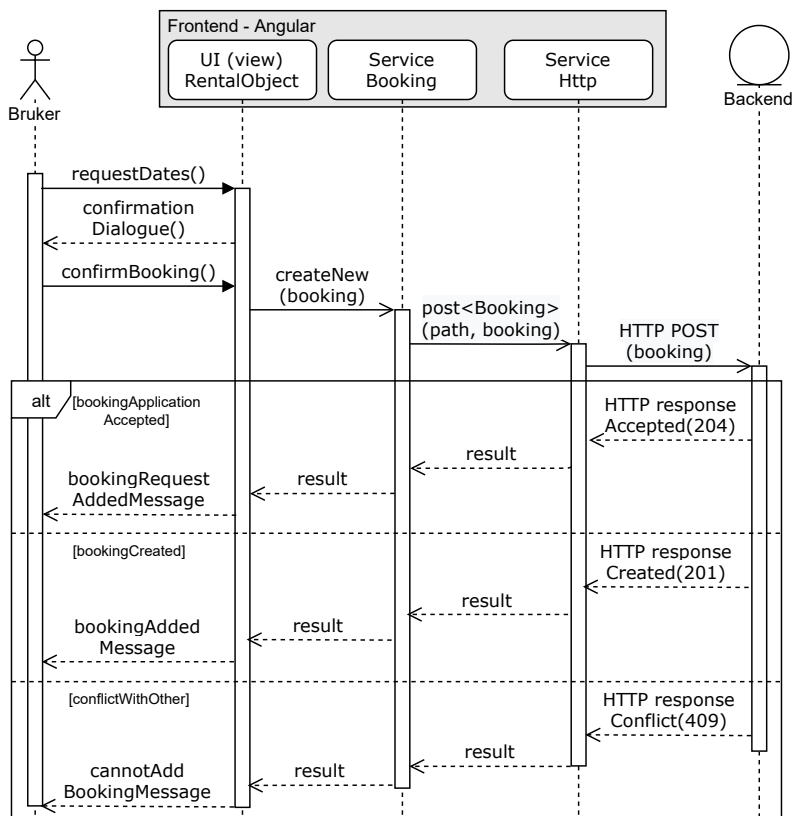 Frontend - Angular
UI (view)
RentalObject
Service
Booking
Service
Http
Bruker
Backend
requestDates()
confirmation
Dialogue()
confirmBooking()
createNew
(booking)
post<Booking>
(path, booking)
HTTP POST
(booking)
alt
[bookingApplication
Accepted]
HTTP response
Accepted(204)
result
result
bookingRequest
AddedMessage
[bookingCreated]
HTTP response
Created(201)
result
result
bookingAdded
Message
[conflictWithOther]
HTTP response
Conflict(409)
result
result
cannotAdd
BookingMessage